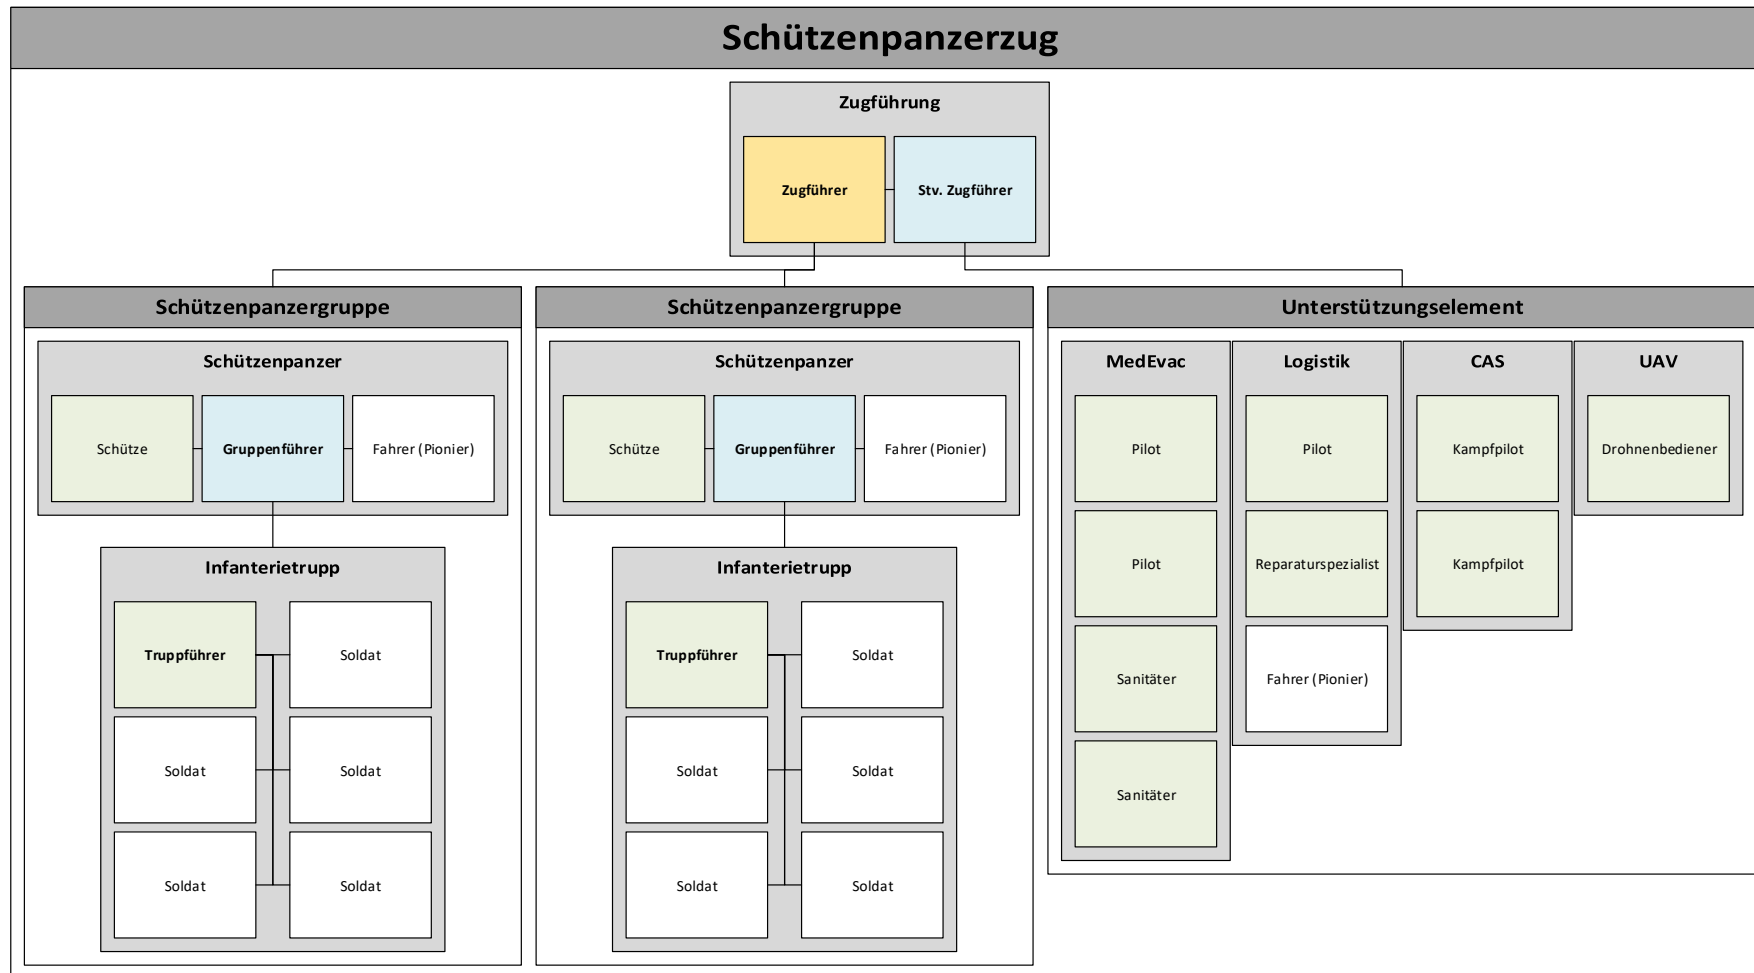 Schützenpanzerzug
Zugführung
Zugführer
Stv. Zugführer
Schützenpanzergruppe
Schützenpanzer
Schütze
Gruppenführer
Fahrer (Pionier)
Infanterietrupp
Truppführer
Soldat
Soldat
Soldat
Soldat
Soldat
Schützenpanzergruppe
Schützenpanzer
Schütze
Gruppenführer
Fahrer (Pionier)
Infanterietrupp
Truppführer
Soldat
Soldat
Soldat
Soldat
Soldat
Unterstützungselement
MedEvac
Pilot
Pilot
Sanitäter
Sanitäter
Logistik
Pilot
Reparaturspezialist
Fahrer (Pionier)
CAS
Kampfpilot
Kampfpilot
UAV
Drohnenbediener